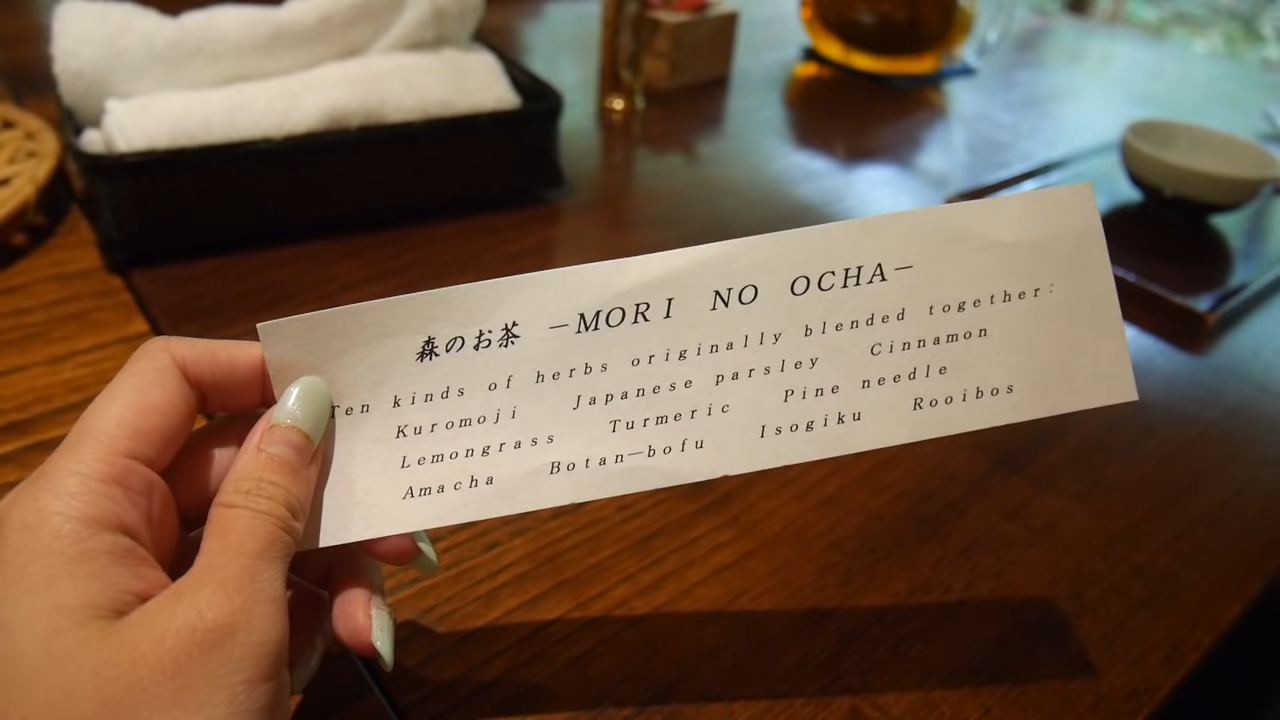 森のお茶 －MORI NO OCHA－
Ten kinds of herbs originally blended together:
Kuromoji Japanese parsley Cinnamon
Lemongrass Turmeric Pine needle
Amacha Botan—bofu Isogiku Rooibos